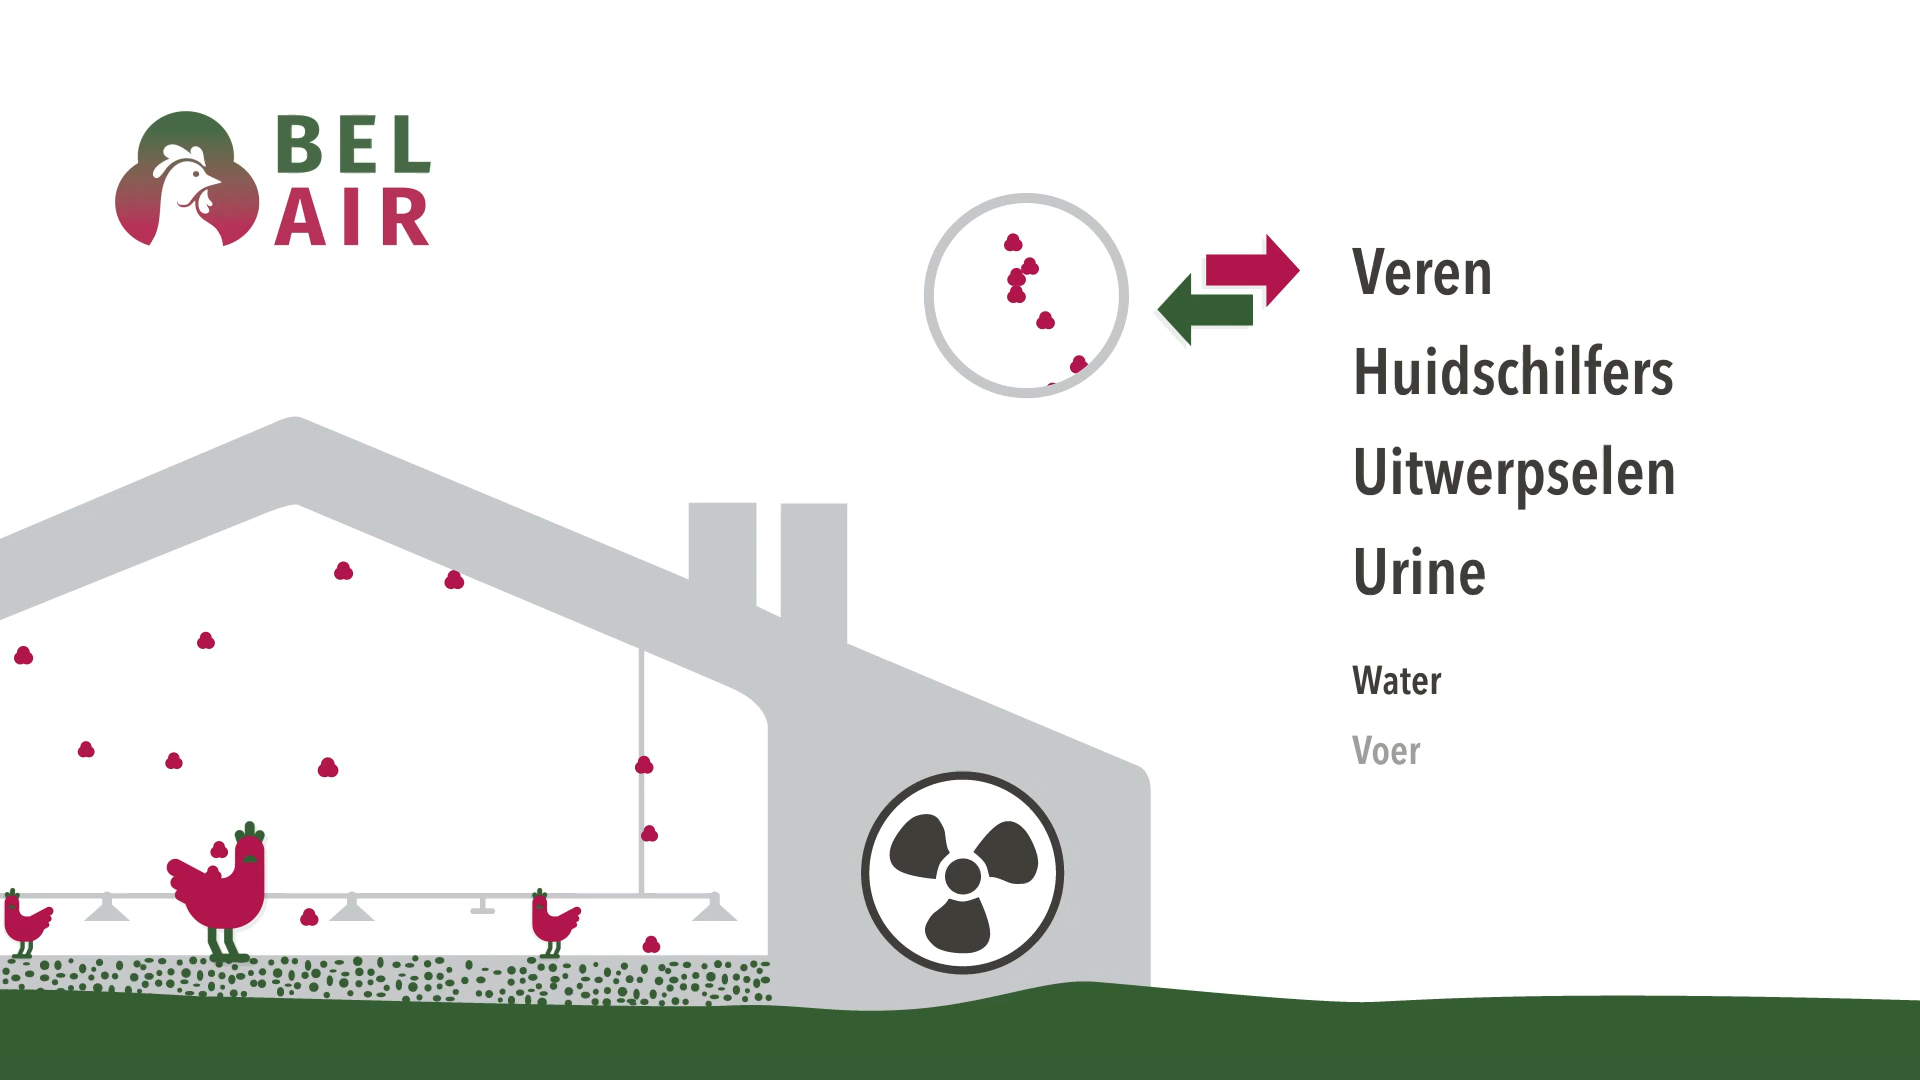 BEL
AIR
Veren
Huidschilfers
Uitwerpselen
Urine
Water
Voer